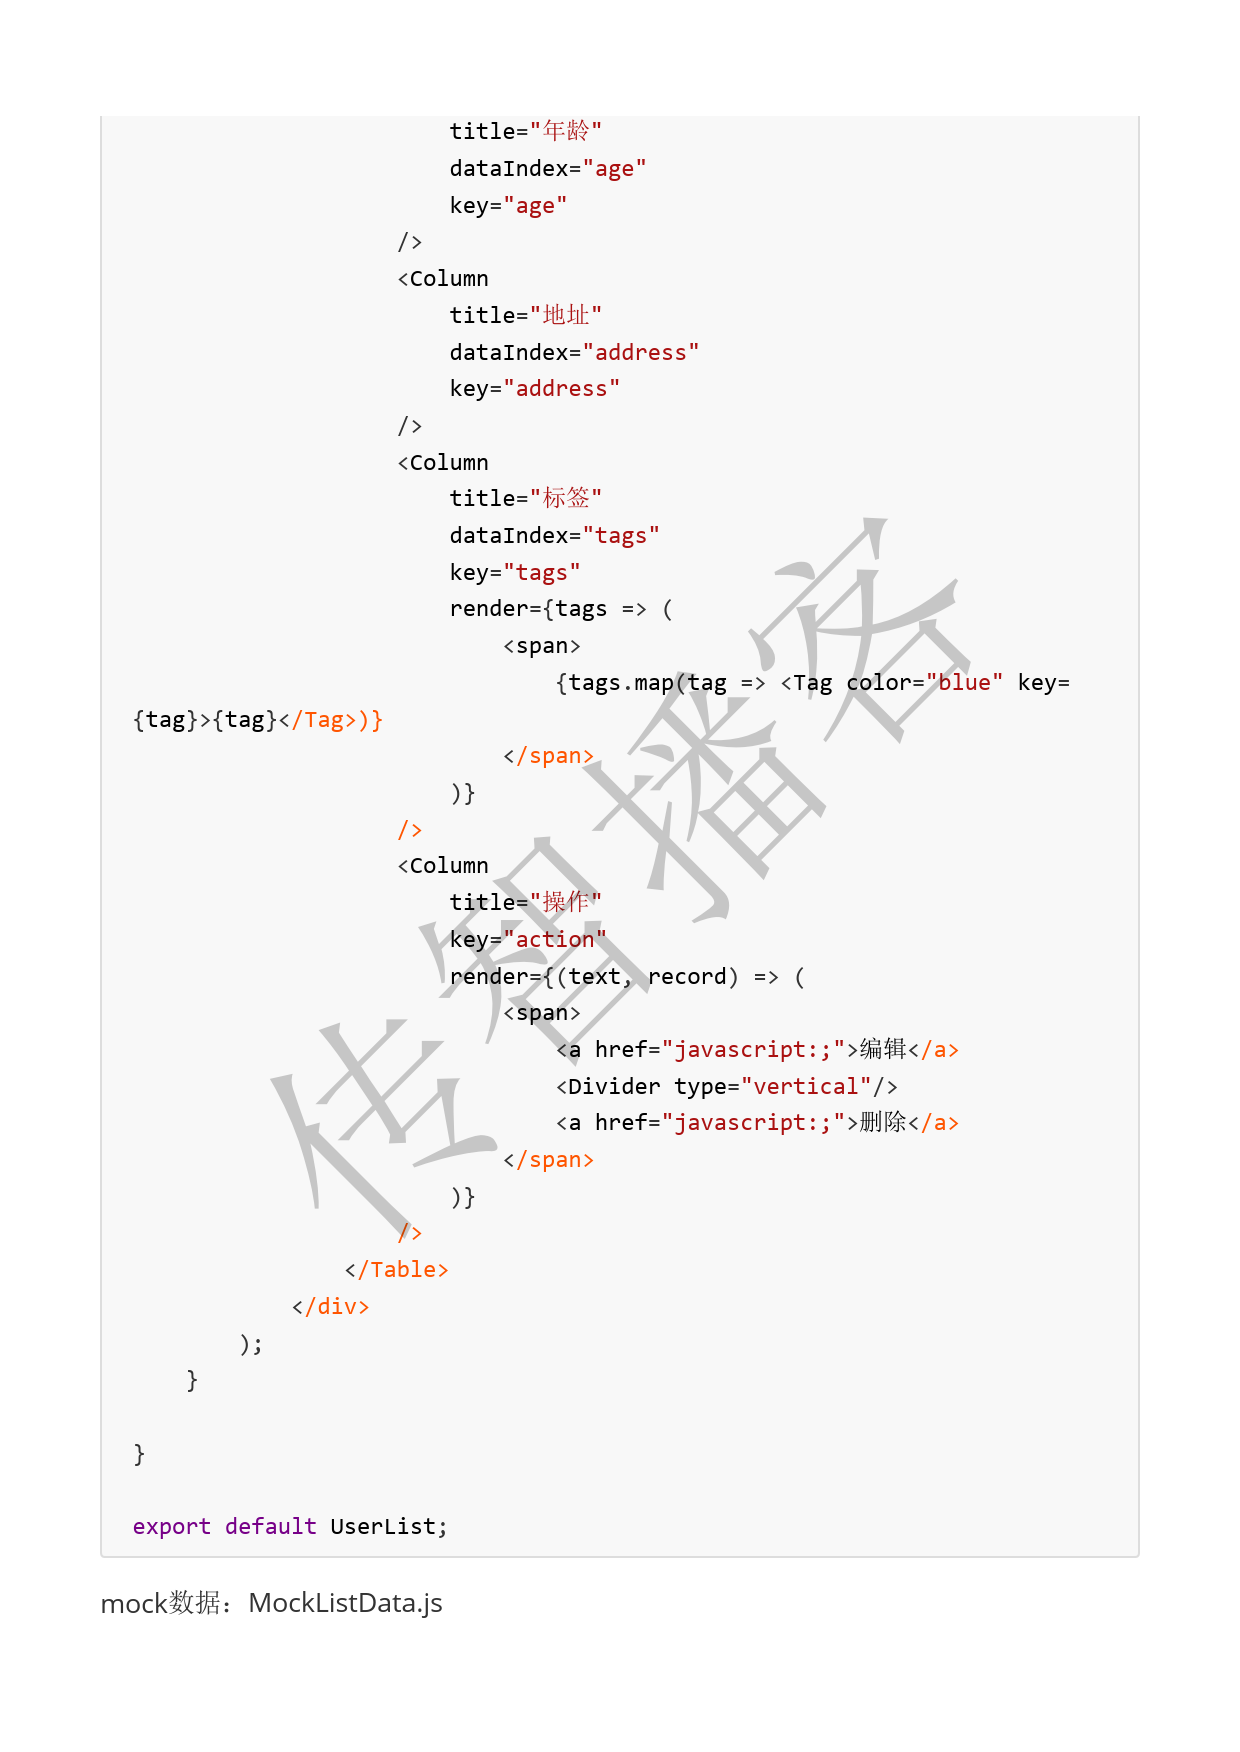 title="年龄"
dataIndex="age"
key="age"
/>
<Column
title="地址"
dataIndex="address"
key="address"
/>
<Column
title="标签"
dataIndex="tags"
key="tags"
render={tags => (
<span>
{tags.map(tag => <Tag color="blue" key=
{tag}>{tag}</Tag>)}
</span>
)}
/>
<Column
title="操作"
key="action"
render={(text, record) => (
<span>
<a href="javascript:;">编辑</a>
<Divider type="vertical"/>
<a href="javascript:;">删除</a>
</span>
)}
/>
</Table>
</div>
);
}
}
export default UserList;
mock数据：MockListData.js
传智播客